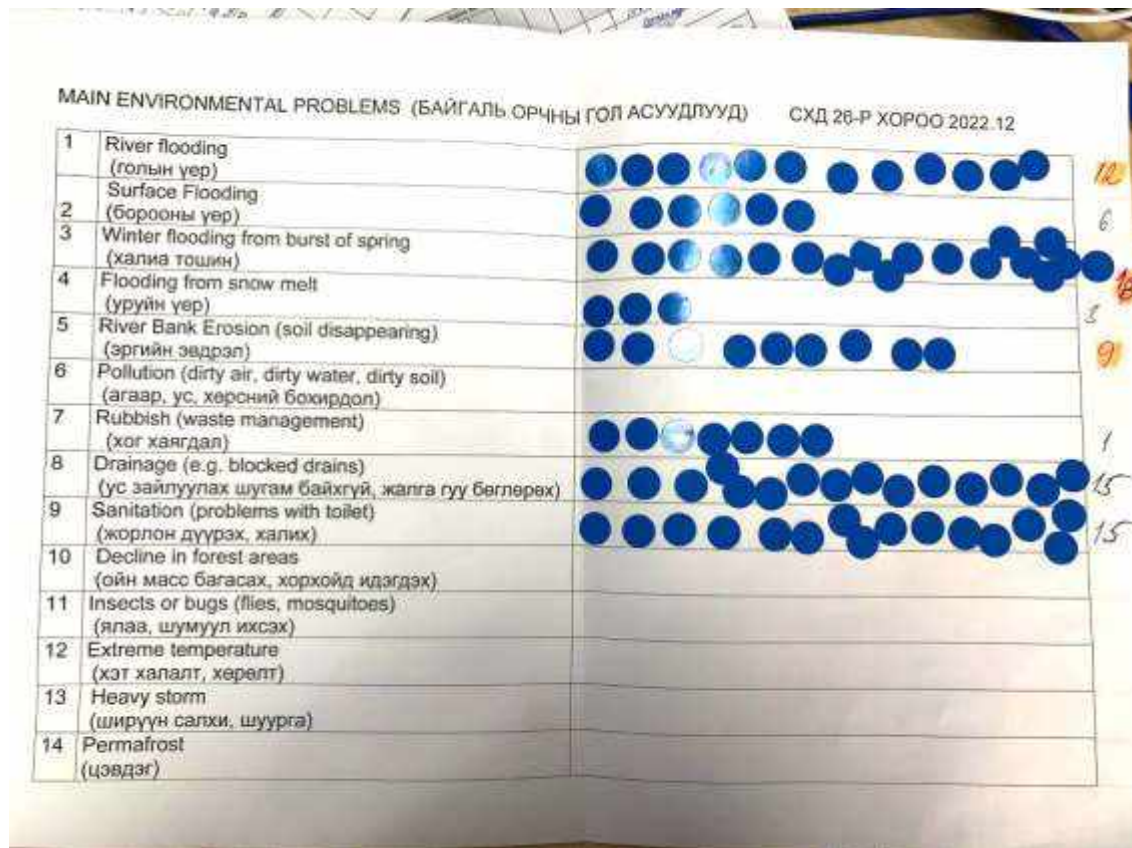 MAIN ENVIRONMENTAL PROBLEMS (БАЙГАЛЬ ОРЧНЫ ГОЛ АСУУДЛУУД) СХД 26-Р ХОРОО 2022.12
1 River flooding
(голын үер) 12
Surface Flooding
2 (борооны үер) 6
3 Winter flooding from burst of spring
(халиа тошин) 18
4 Flooding from snow melt
(уруйн үер) 3
5 River Bank Erosion (soil disappearing)
(эргийн эвдрэл) 9
6 Pollution (dirty air, dirty water, dirty soil)
(агаар, ус, хөрсний бохирдол)
7 Rubbish (waste management)
(хог хаягдал)
8 Drainage (e.g. blocked drains)
(ус зайлуулах шугам байхгүй, жалга гуу бөглөрөх) 15
9 Sanitation (problems with toilet)
(жорлон дүүрэх, халих) 15
10 Decline in forest areas
(ойн масс багасах, хорхойд идэгдэх)
11 Insects or bugs (flies, mosquitoes)
(ялаа, шумуул ихсэх)
12 Extreme temperature
(хэт халалт, хөрөлт)
13 Heavy storm
(ширүүн салхи, шуурга)
14 Permafrost
(цэвдэг)